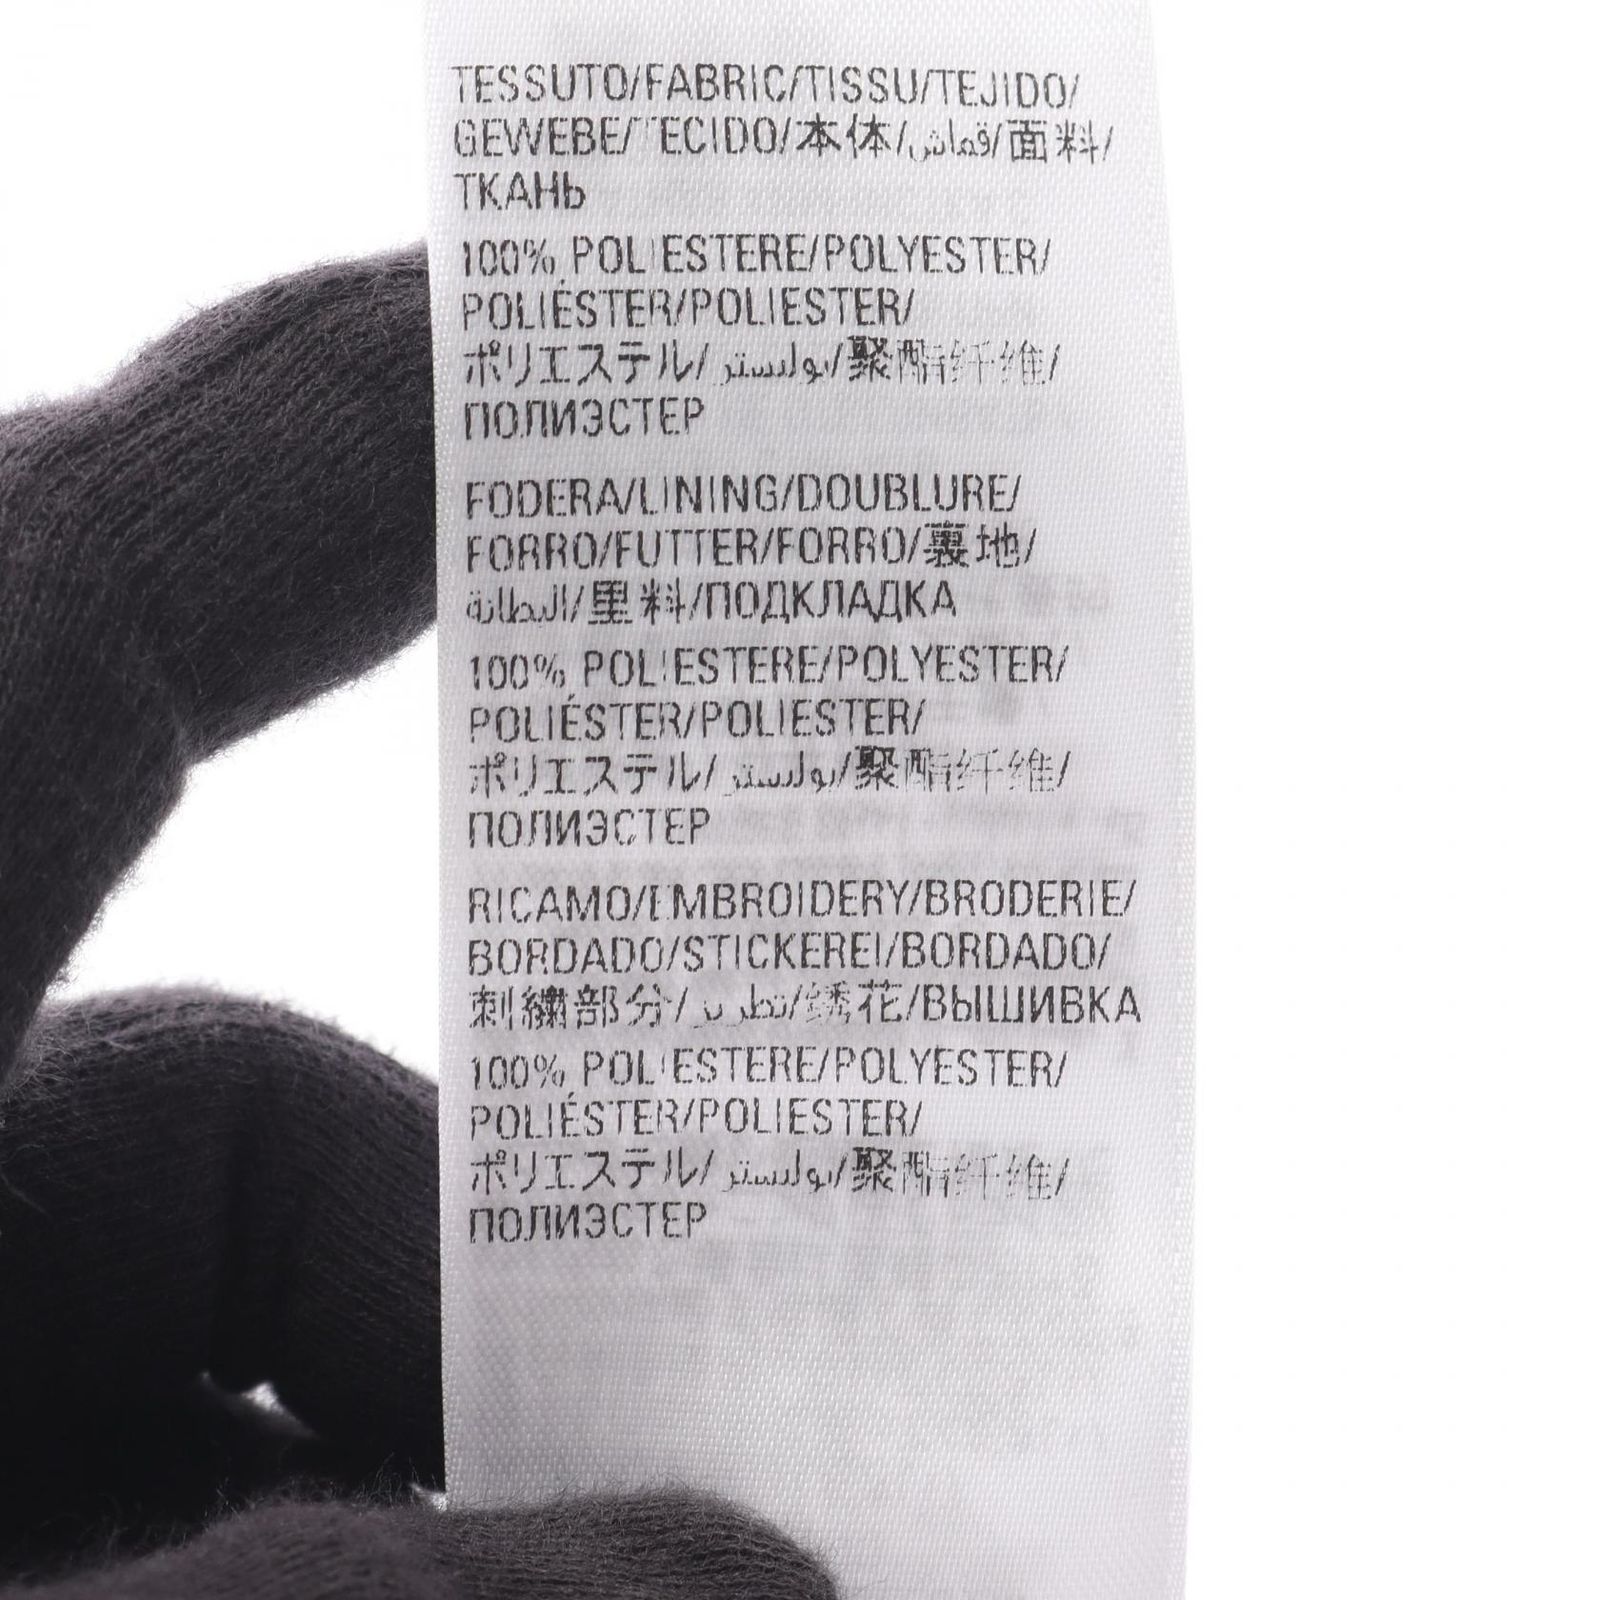 TESSUTO/FABRIC/TISSU/TEJIDO/
GEWEBE/TECIDO/本体/قماش/面料/
ТКАНЬ
100% POLIESTERE/POLYESTER/
POLIÉSTER/POLIESTER/
ポリエステル/بوليستر/聚酯纤维/
ПОЛИЭСТЕР
FODERA/LINING/DOUBLURE/
FORRO/FUTTER/FORRO/裏地/
البطانة/里料/ПОДКЛАДКА
100% POLIESTERE/POLYESTER/
POLIÉSTER/POLIESTER/
ポリエステル/بوليستر/聚酯纤维/
ПОЛИЭСТЕР
RICAMO/EMBROIDERY/BRODERIE/
BORDADO/STICKEREI/BORDADO/
刺繍部分/تطريز/绣花/ВЫШИВКА
100% POLIESTERE/POLYESTER/
POLIÉSTER/POLIESTER/
ポリエステル/بوليستر/聚酯纤维/
ПОЛИЭСТЕР